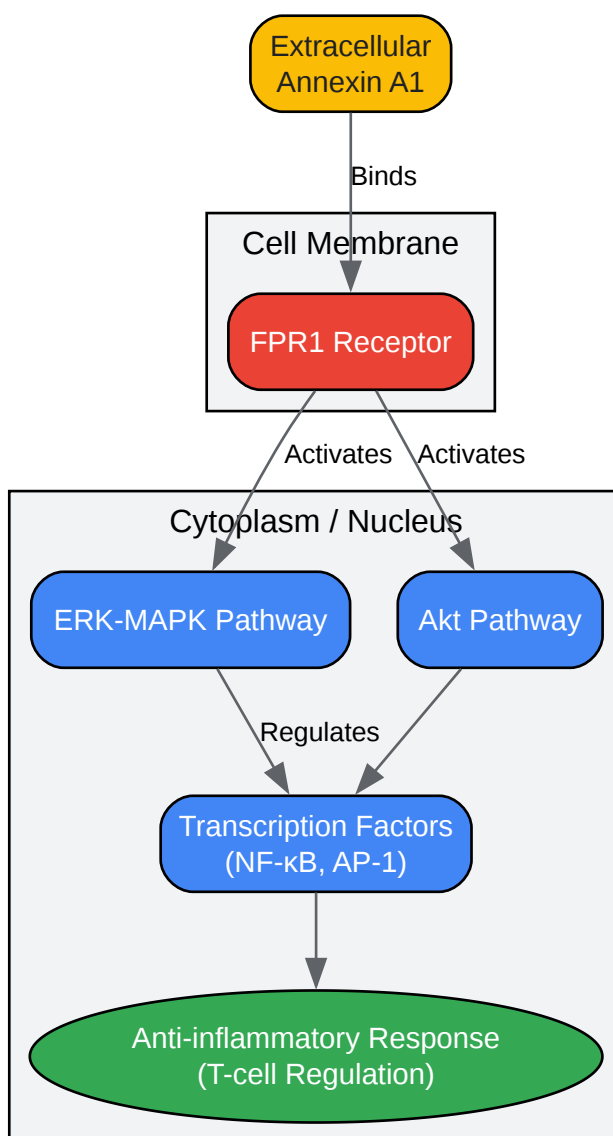 Extracellular
Annexin A1
Binds
Cell Membrane
FPR1 Receptor
Activates
Activates
Cytoplasm / Nucleus
ERK-MAPK Pathway
Akt Pathway
Regulates
Transcription Factors
(NF-κB, AP-1)
Anti-inflammatory Response
(T-cell Regulation)